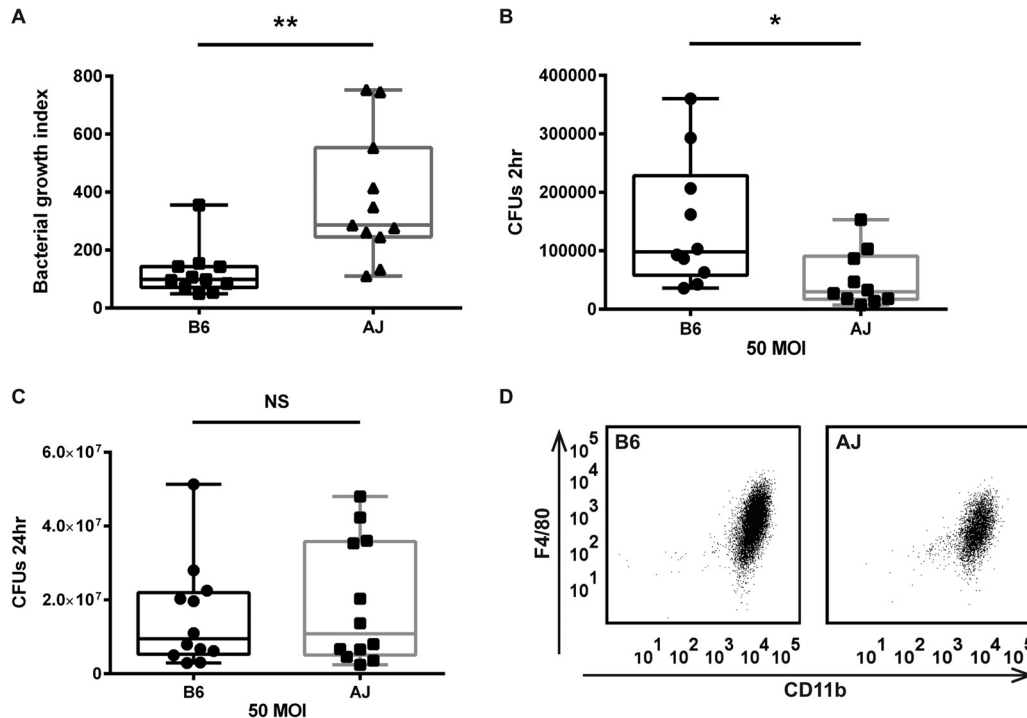 A
**
Bacterial growth index
800
600
400
200
0
B6
AJ
B
*
CFUs 2hr
400000
300000
200000
100000
0
B6
AJ
50 MOI
C
NS
CFUs 24hr
6.0×10⁷
4.0×10⁷
2.0×10⁷
0
B6
AJ
50 MOI
D
F4/80
10⁵
10⁴
10³
10²
10¹
B6
AJ
10¹ 10² 10³ 10⁴ 10⁵
10¹ 10² 10³ 10⁴ 10⁵
CD11b